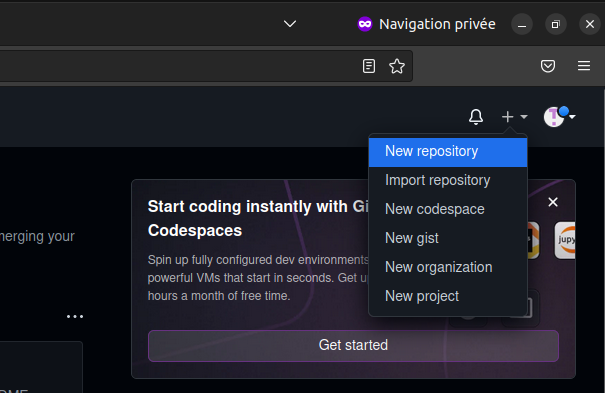 Navigation privée
New repository
Import repository
New codespace
New gist
New organization
New project
Start coding instantly with Gi
Codespaces
Spin up fully configured dev environments
powerful VMs that start in seconds. Get u
hours a month of free time.
Get started
merging your